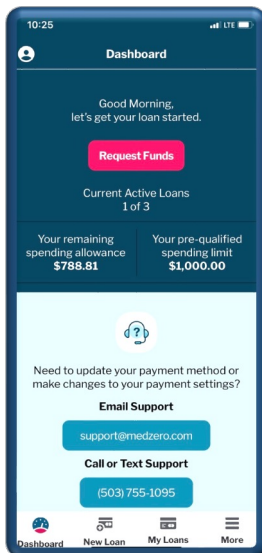 10:25 LTE
Dashboard
Good Morning,
let's get your loan started.
Request Funds
Current Active Loans
1 of 3
Your remaining
spending allowance
$788.81
Your pre-qualified
spending limit
$1,000.00
?
Need to update your payment method or
make changes to your payment settings?
Email Support
support@medzero.com
Call or Text Support
(503) 755-1095
Dashboard New Loan My Loans More